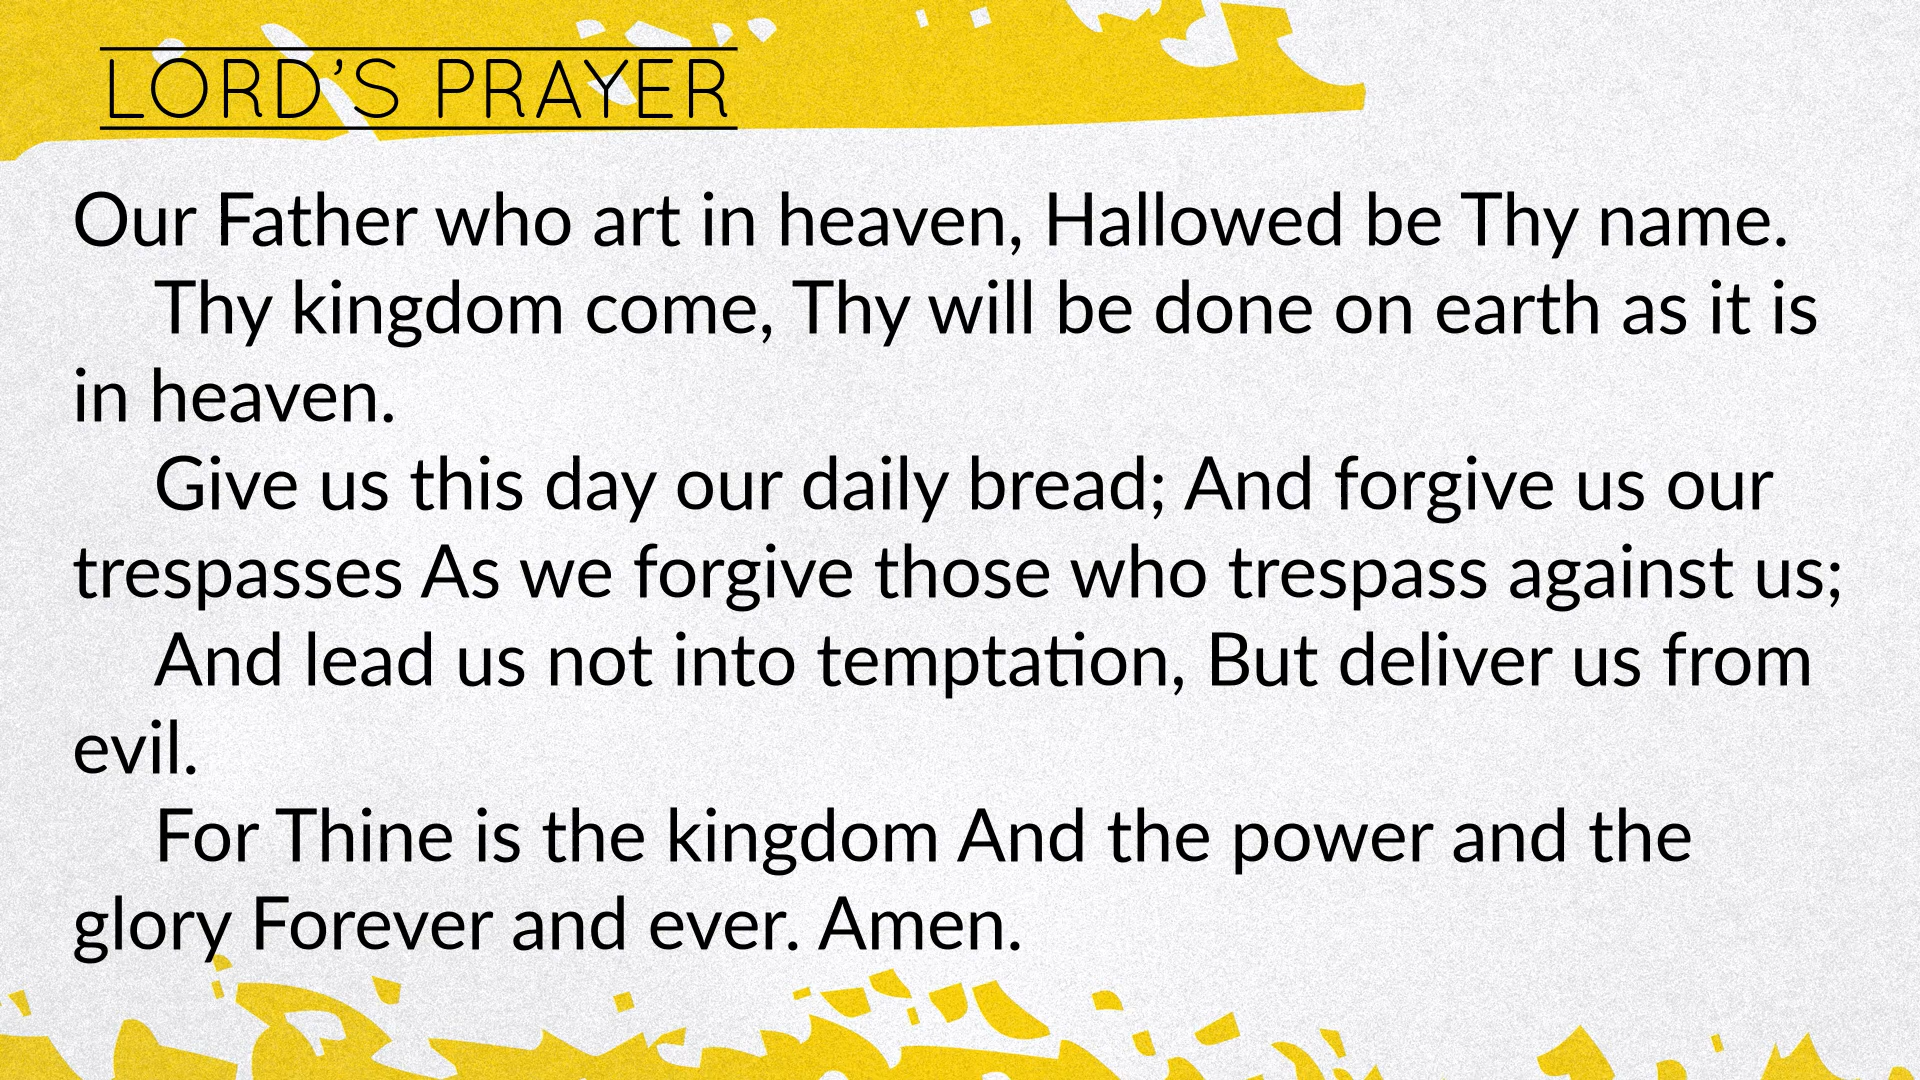 LORD’S PRAYER
Our Father who art in heaven, Hallowed be Thy name.
Thy kingdom come, Thy will be done on earth as it is
in heaven.
Give us this day our daily bread; And forgive us our
trespasses As we forgive those who trespass against us;
And lead us not into temptation, But deliver us from
evil.
For Thine is the kingdom And the power and the
glory Forever and ever. Amen.